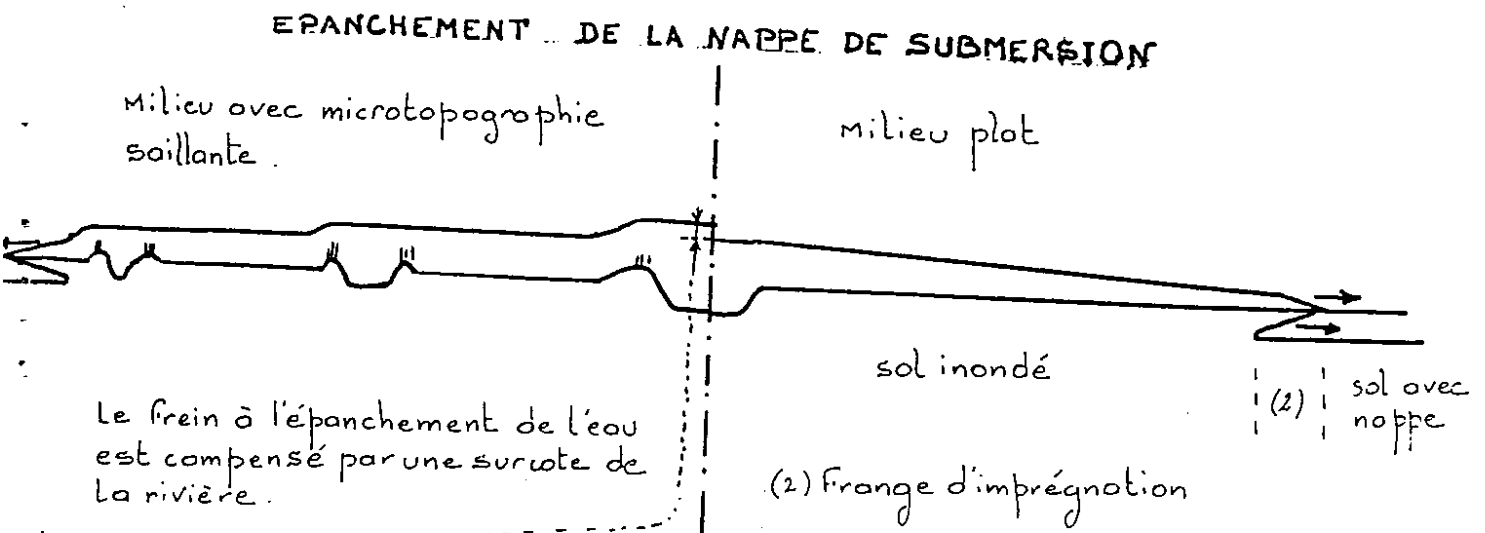 EPANCHEMENT DE LA NAPPE DE SUBMERSION
Milieu avec microtopographie
saillante.
Milieu plat
sol inondé
(2)
sol avec
nappe
Le frein à l'épanchement de l'eau
est compensé par une surcote de
la rivière.
(2) Frange d'imprégnation